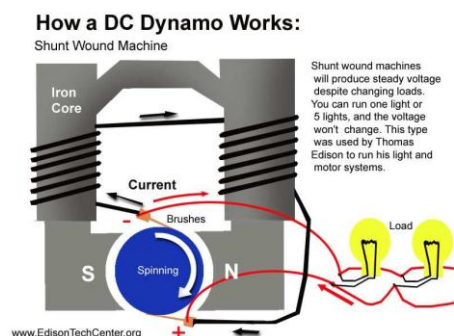 How a DC Dynamo Works:
Shunt Wound Machine
Iron
Core
Shunt wound machines
will produce steady voltage
despite changing loads.
You can run one light or
5 lights, and the voltage
won't change. This type
was used by Thomas
Edison to run his light and
motor systems.
Current
-
Brushes
Load
S
Spinning
N
+
www.EdisonTechCenter.org